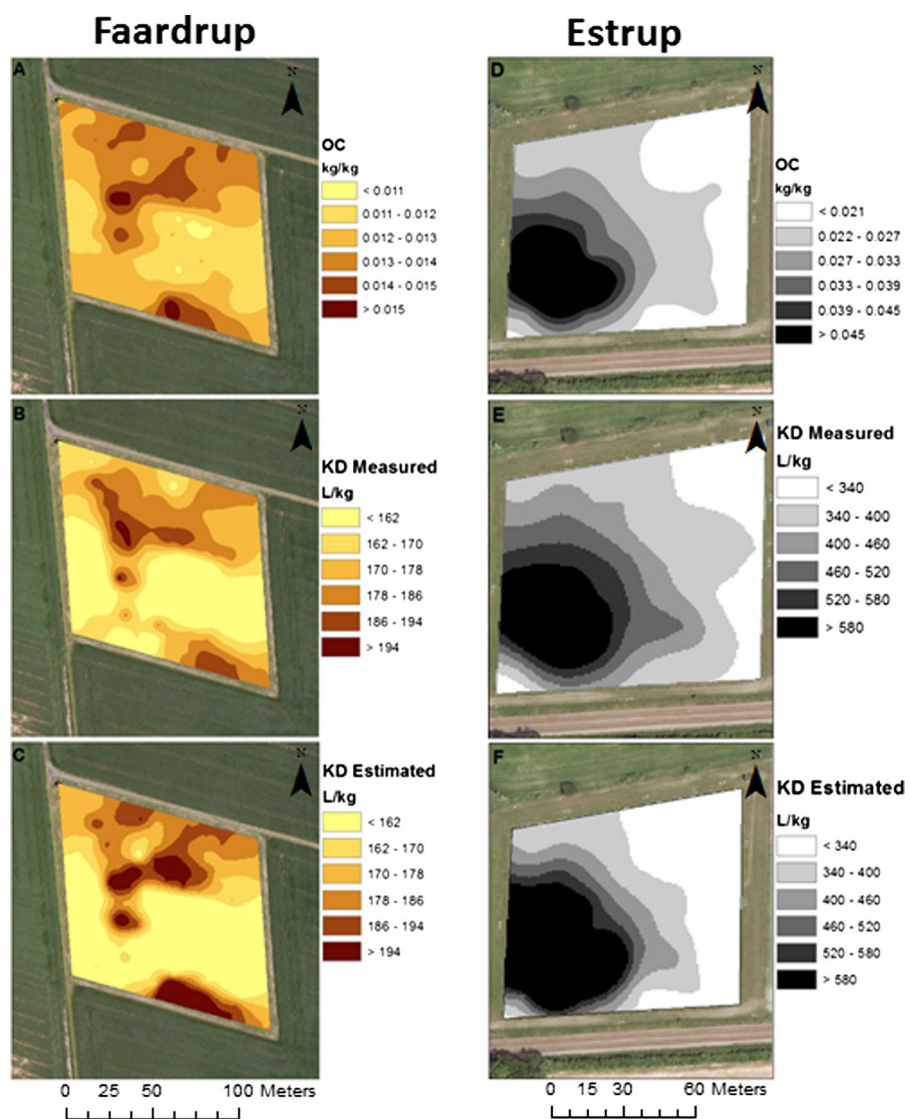 Faardrup
Estrup
A
N
OC
kg/kg
< 0.011
0.011 - 0.012
0.012 - 0.013
0.013 - 0.014
0.014 - 0.015
> 0.015
D
N
OC
kg/kg
< 0.021
0.022 - 0.027
0.027 - 0.033
0.033 - 0.039
0.039 - 0.045
> 0.045
B
N
KD Measured
L/kg
< 162
162 - 170
170 - 178
178 - 186
186 - 194
> 194
E
N
KD Measured
L/kg
< 340
340 - 400
400 - 460
460 - 520
520 - 580
> 580
C
N
KD Estimated
L/kg
< 162
162 - 170
170 - 178
178 - 186
186 - 194
> 194
F
N
KD Estimated
L/kg
< 340
340 - 400
400 - 460
460 - 520
520 - 580
> 580
0 25 50 100 Meters
0 15 30 60 Meters